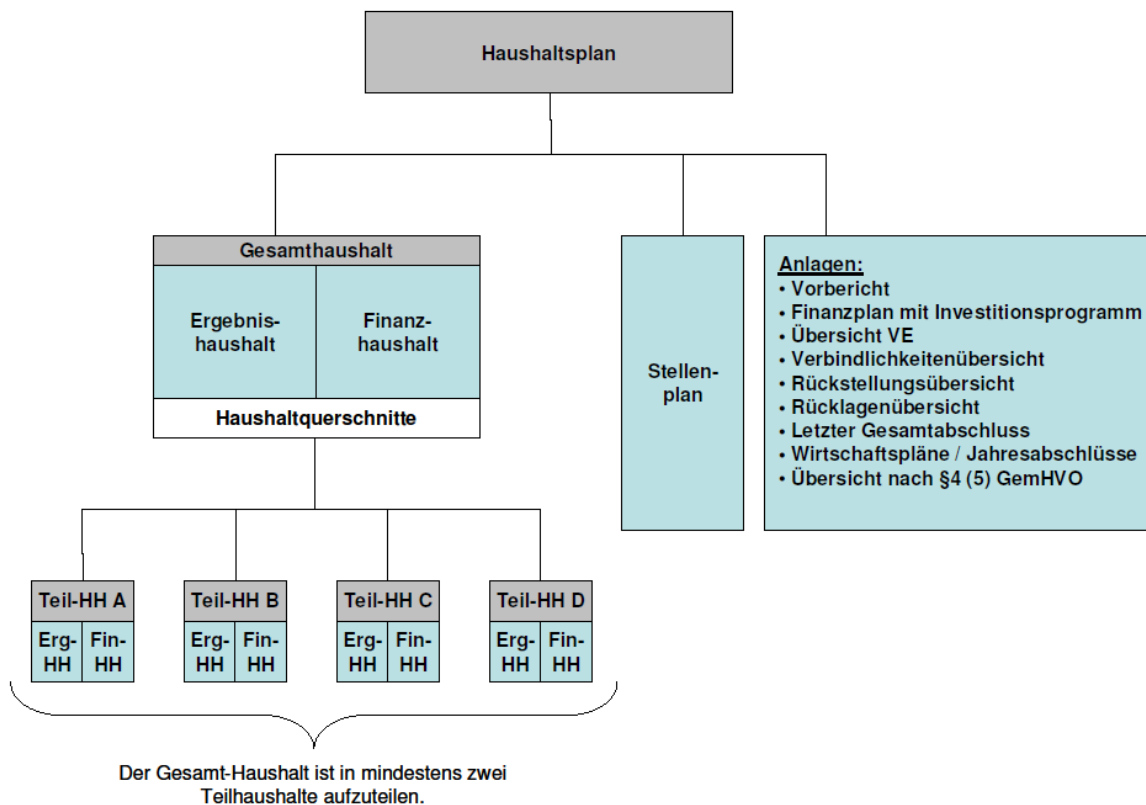 Haushaltsplan
Gesamthaushalt
Ergebnis-
haushalt
Finanz-
haushalt
Haushaltquerschnitte
Stellen-
plan
Anlagen:
• Vorbericht
• Finanzplan mit Investitionsprogramm
• Übersicht VE
• Verbindlichkeitenübersicht
• Rückstellungsübersicht
• Rücklagenübersicht
• Letzter Gesamtabschluss
• Wirtschaftspläne / Jahresabschlüsse
• Übersicht nach §4 (5) GemHVO
Teil-HH A
Erg-
HH
Fin-
HH
Teil-HH B
Erg-
HH
Fin-
HH
Teil-HH C
Erg-
HH
Fin-
HH
Teil-HH D
Erg-
HH
Fin-
HH
Der Gesamt-Haushalt ist in mindestens zwei
Teilhaushalte aufzuteilen.